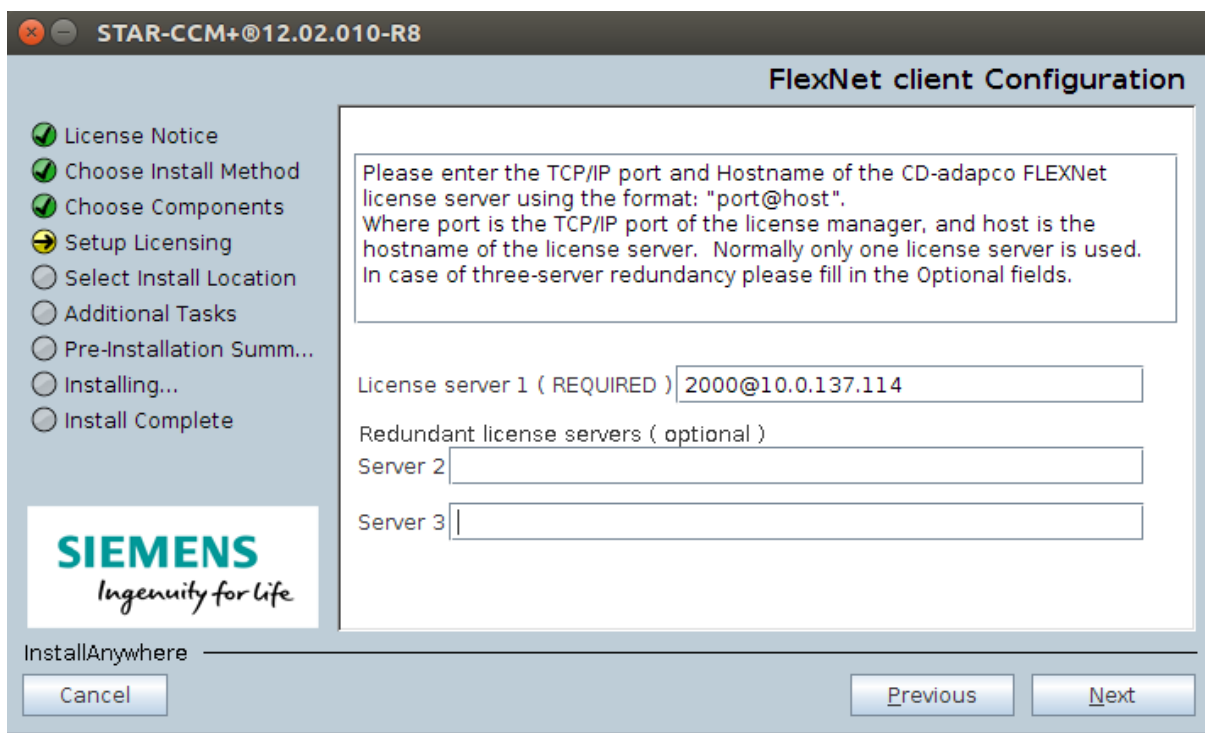 STAR-CCM+®12.02.010-R8
FlexNet client Configuration
License Notice
Choose Install Method
Choose Components
Setup Licensing
Select Install Location
Additional Tasks
Pre-Installation Summ...
Installing...
Install Complete
SIEMENS
Ingenuity for life
Please enter the TCP/IP port and Hostname of the CD-adapco FLEXNet
license server using the format: "port@host".
Where port is the TCP/IP port of the license manager, and host is the
hostname of the license server.  Normally only one license server is used.
In case of three-server redundancy please fill in the Optional fields.
License server 1 ( REQUIRED ) 2000@10.0.137.114
Redundant license servers ( optional )
Server 2
Server 3
InstallAnywhere
Cancel
Previous
Next